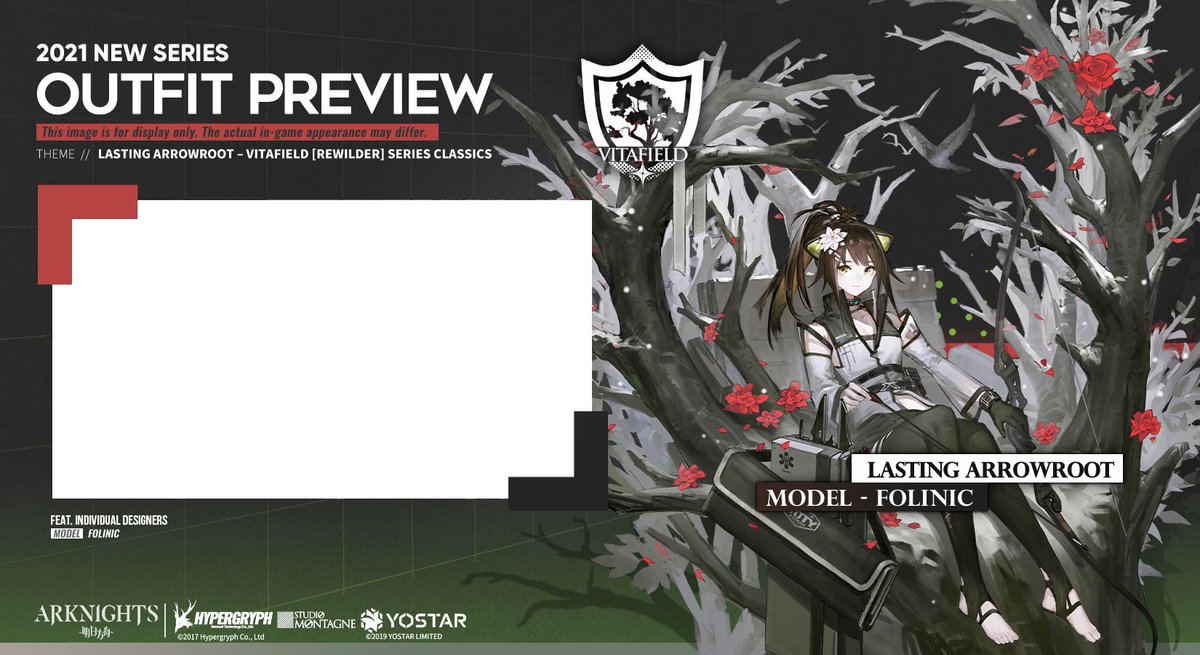 2021 NEW SERIES
OUTFIT PREVIEW
This image is for display only. The actual in-game appearance may differ.
THEME // LASTING ARROWROOT – VITAFIELD [REWILDER] SERIES CLASSICS
VITAFIELD
LASTING ARROWROOT
MODEL - FOLINIC
FEAT. INDIVIDUAL DESIGNERS
MODEL FOLINIC
ARKNIGHTS
明日方舟
HYPERGRYPH
STUDIO
MONTAGNE
YOSTAR
©2017 Hypergryph Co., Ltd
©2019 YOSTAR LIMITED